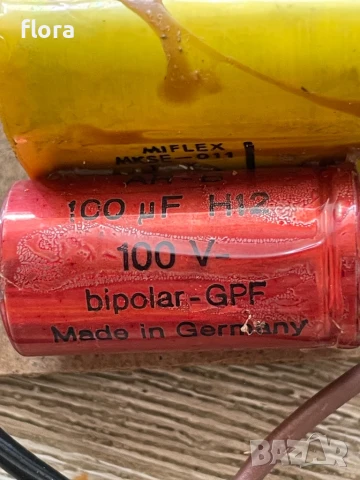 flora
MIFLEX
MKSE-011
100 µF H12
100 V-
bipolar-GPF
Made in Germany
BAZAR